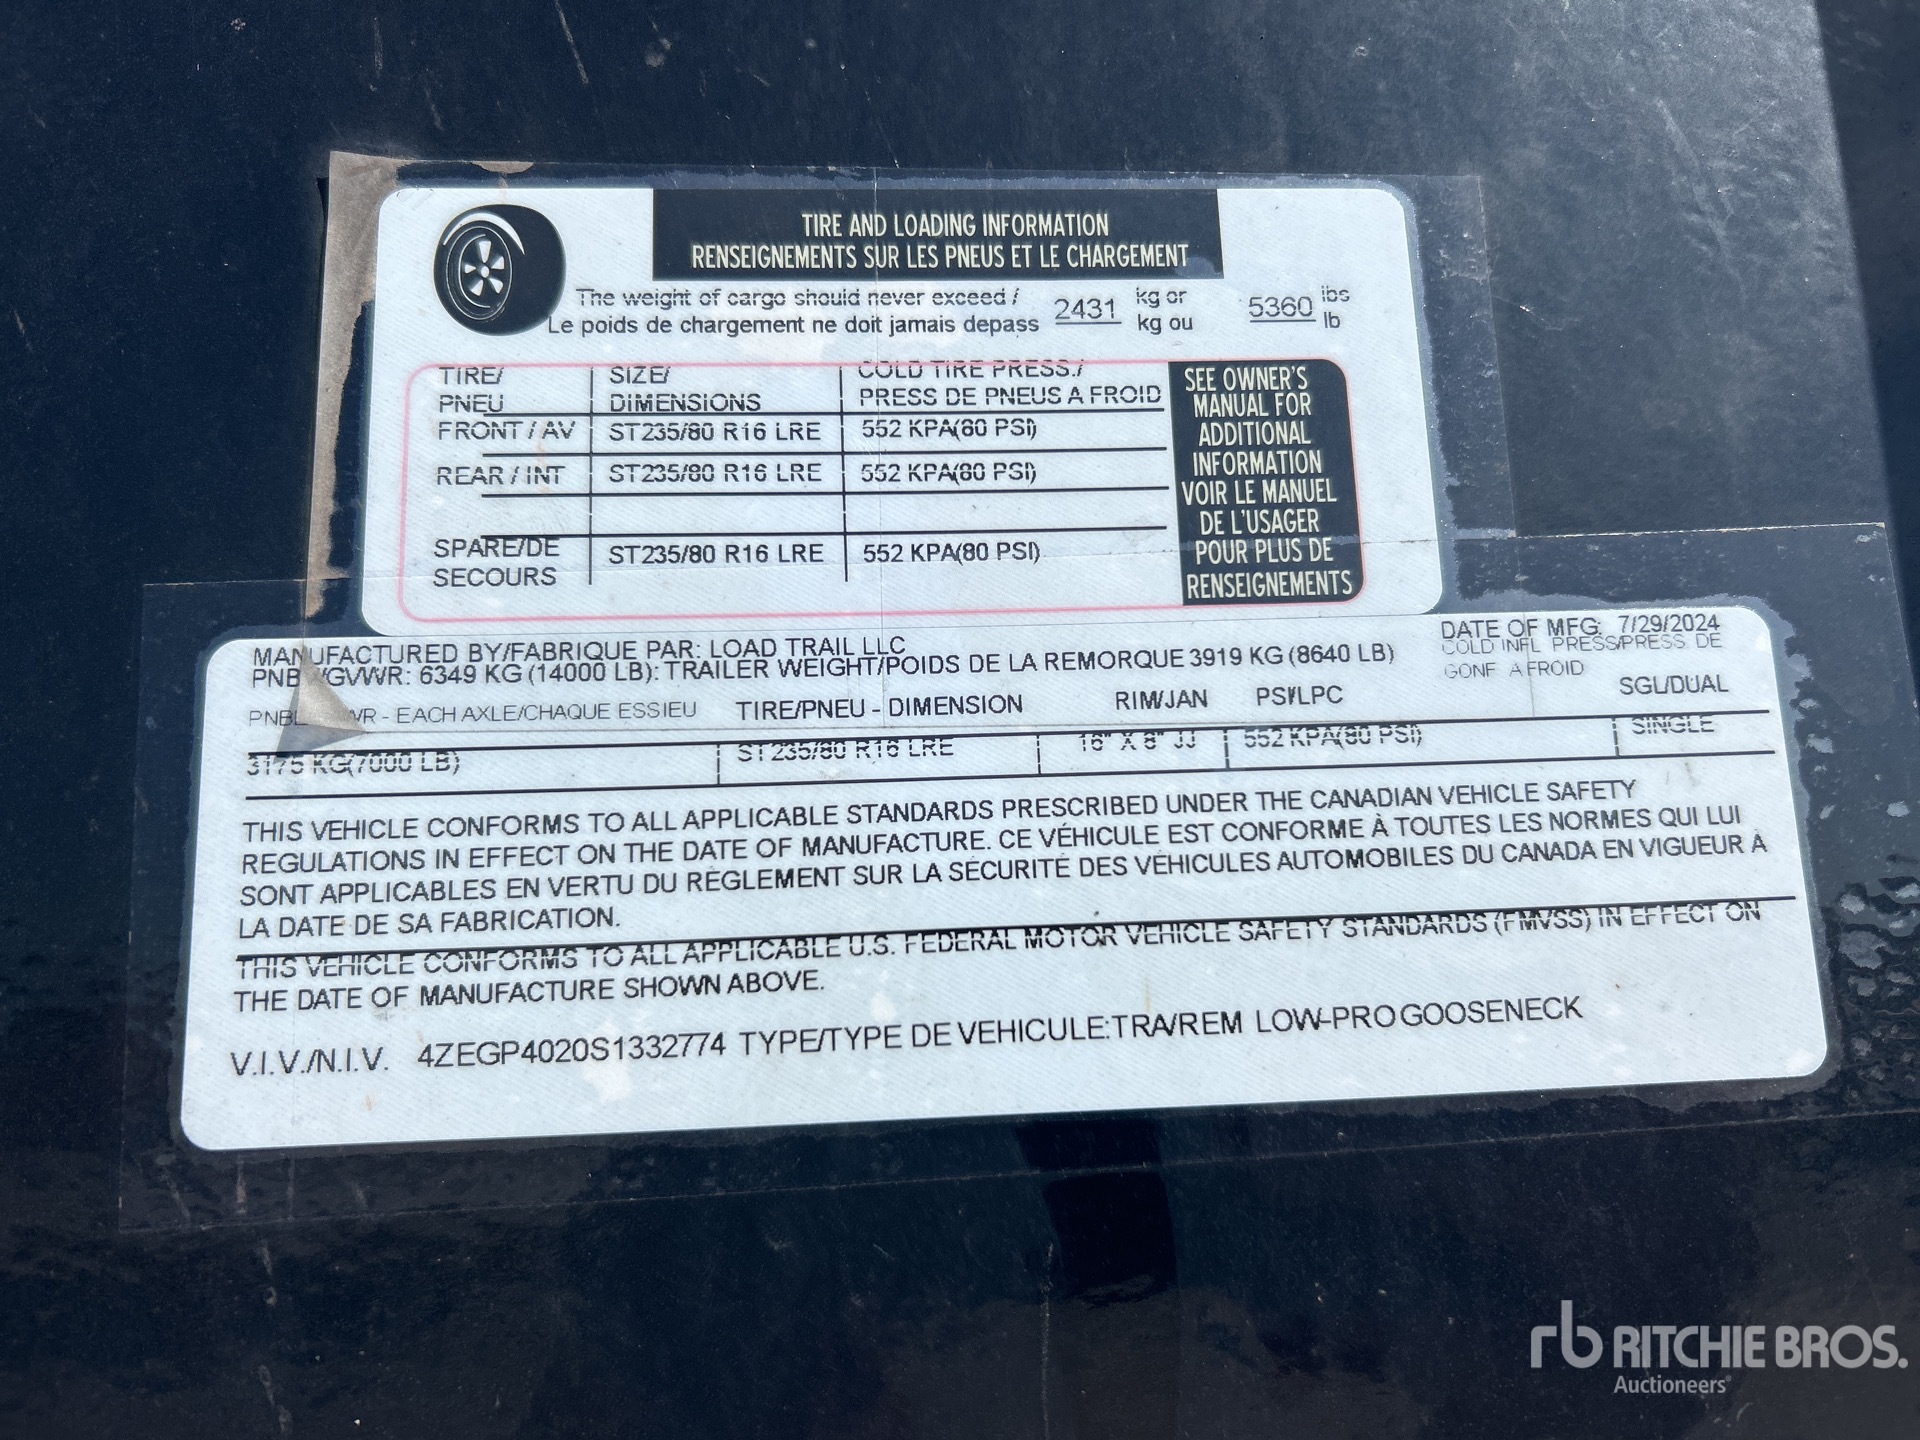 TIRE AND LOADING INFORMATION
RENSEIGNEMENTS SUR LES PNEUS ET LE CHARGEMENT
The weight of cargo should never exceed / 2431 kg or 5360 lbs
Le poids de chargement ne doit jamais depass kg ou lb
TIRE/ SIZE/ COLD TIRE PRESS./
PNEU DIMENSIONS PRESS DE PNEUS A FROID
FRONT / AV ST235/80 R16 LRE 552 KPA(80 PSI)
REAR / INT ST235/80 R16 LRE 552 KPA(80 PSI)
SPARE/DE ST235/80 R16 LRE 552 KPA(80 PSI)
SECOURS
SEE OWNER'S
MANUAL FOR
ADDITIONAL
INFORMATION
VOIR LE MANUEL
DE L'USAGER
POUR PLUS DE
RENSEIGNEMENTS
MANUFACTURED BY/FABRIQUE PAR: LOAD TRAIL LLC DATE OF MFG: 7/29/2024
PNB /GVWR: 6349 KG (14000 LB): TRAILER WEIGHT/POIDS DE LA REMORQUE 3919 KG (8640 LB) COLD INFL PRESS/PRESS DE
GONF A FROID
- EACH AXLE/CHAQUE ESSIEU TIRE/PNEU - DIMENSION RIM/JAN PSI/LPC SGL/DUAL
3175 KG(7000 LB) ST235/80 R16 LRE 16" X 6" JJ 552 KPA(80 PSI) SINGLE
THIS VEHICLE CONFORMS TO ALL APPLICABLE STANDARDS PRESCRIBED UNDER THE CANADIAN VEHICLE SAFETY
REGULATIONS IN EFFECT ON THE DATE OF MANUFACTURE. CE VÉHICULE EST CONFORME À TOUTES LES NORMES QUI LUI
SONT APPLICABLES EN VERTU DU RÈGLEMENT SUR LA SÉCURITÉ DES VÉHICULES AUTOMOBILES DU CANADA EN VIGUEUR À
LA DATE DE SA FABRICATION.
THIS VEHICLE CONFORMS TO ALL APPLICABLE U.S. FEDERAL MOTOR VEHICLE SAFETY STANDARDS (FMVSS) IN EFFECT ON
THE DATE OF MANUFACTURE SHOWN ABOVE.
V.I.V./N.I.V. 4ZEGP4020S1332774 TYPE/TYPE DE VEHICULE:TRA/REM LOW-PRO GOOSENECK
rb RITCHIE BROS.
Auctioneers